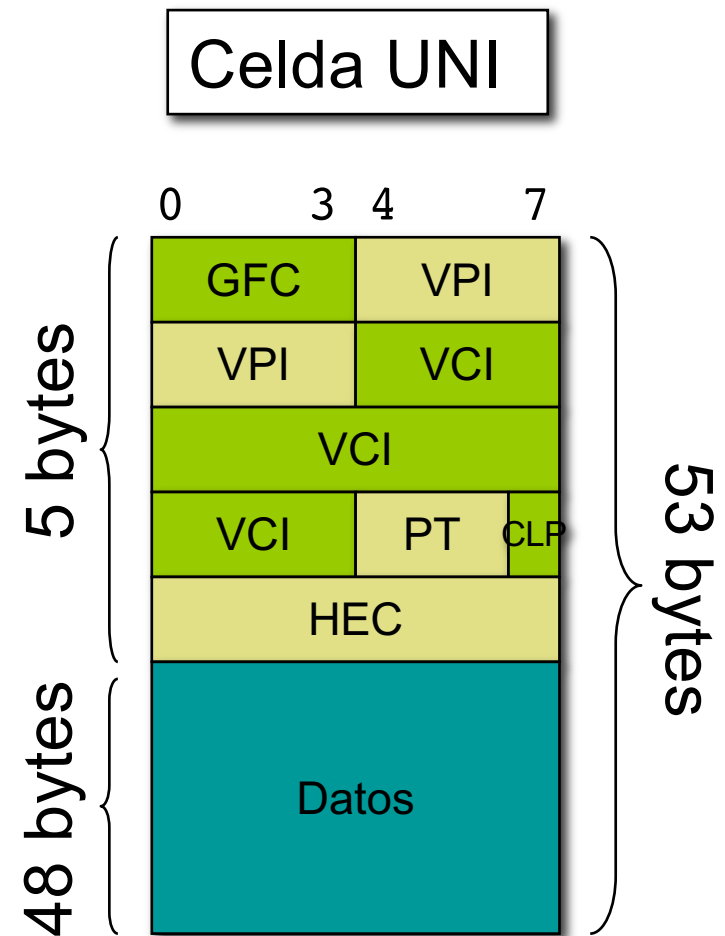 Celda UNI
0 3 4 7
GFC VPI
VPI VCI
VCI
VCI PT CLP
HEC
Datos
5 bytes
48 bytes
53 bytes